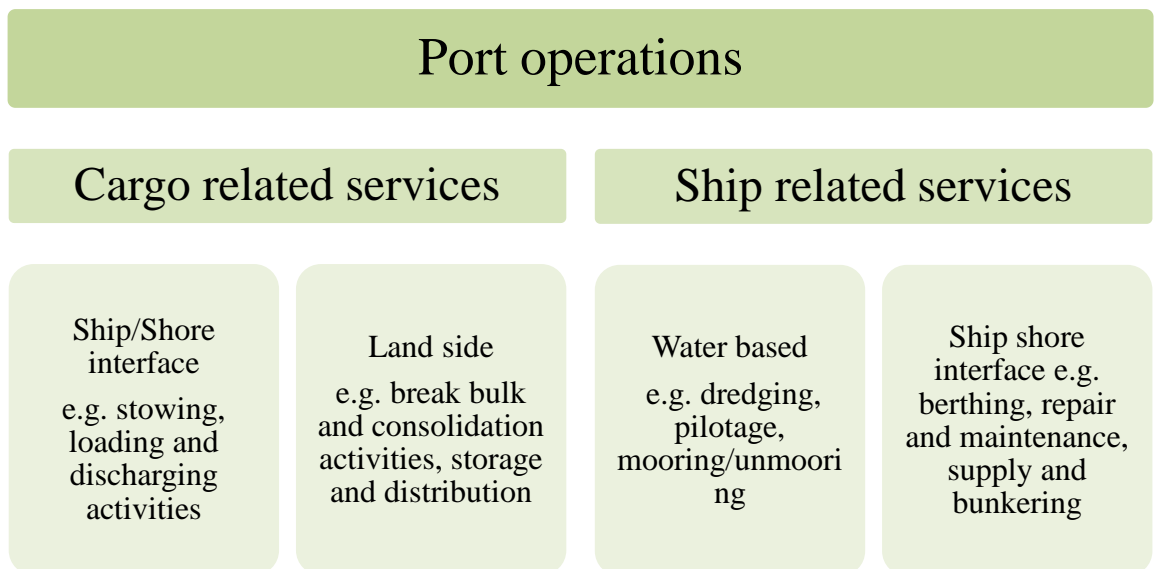 Port operations
Cargo related services
Ship related services
Ship/Shore
interface
e.g. stowing,
loading and
discharging
activities
Land side
e.g. break bulk
and consolidation
activities, storage
and distribution
Water based
e.g. dredging,
pilotage,
mooring/unmoori
ng
Ship shore
interface e.g.
berthing, repair
and maintenance,
supply and
bunkering